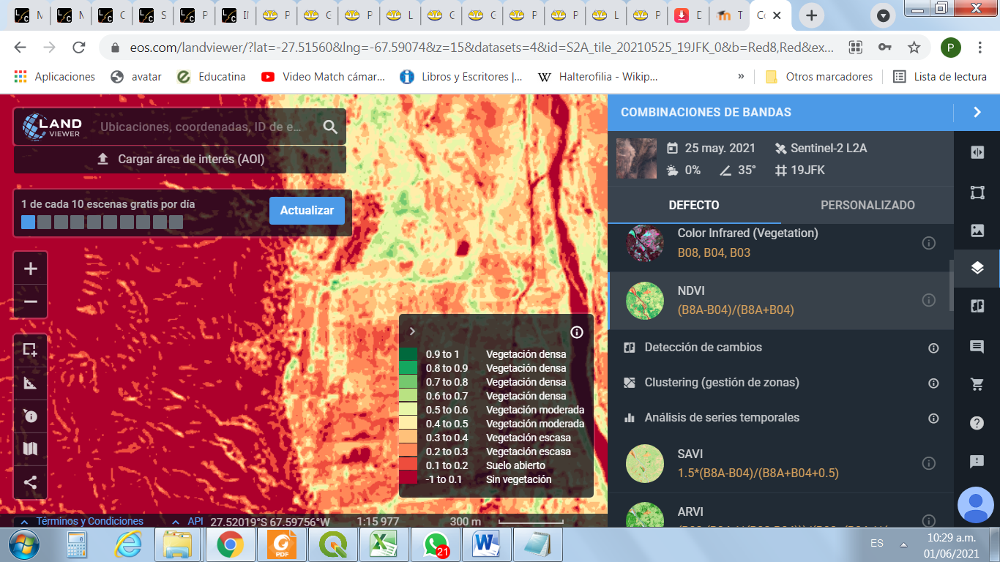 M
M
C
S
P
II
P
G
P
L
G
G
P
P
L
P
D
T
Co
eos.com/landviewer/?lat=-27.51560&lng=-67.59074&z=15&datasets=4&id=S2A_tile_20210525_19JFK_0&b=Red8,Red&ex...
P
Aplicaciones
avatar
Educatina
Video Match cámar...
Libros y Escritores |...
W Halterofilia - Wikip...
»
Otros marcadores
Lista de lectura
LAND
VIEWER
Ubicaciones, coordenadas, ID de e...
Cargar área de interés (AOI)
1 de cada 10 escenas gratis por día
Actualizar
0.9 to 1 Vegetación densa
0.8 to 0.9 Vegetación densa
0.7 to 0.8 Vegetación densa
0.6 to 0.7 Vegetación densa
0.5 to 0.6 Vegetación moderada
0.4 to 0.5 Vegetación moderada
0.3 to 0.4 Vegetación escasa
0.2 to 0.3 Vegetación escasa
0.1 to 0.2 Suelo abierto
-1 to 0.1 Sin vegetación
Términos y Condiciones
API
27.52019°S 67.59756°W
1:15 977
300 m
COMBINACIONES DE BANDAS
25 may. 2021
Sentinel-2 L2A
0%
35°
19JFK
DEFECTO
PERSONALIZADO
Color Infrared (Vegetation)
B08, B04, B03
NDVI
(B8A-B04)/(B8A+B04)
Detección de cambios
Clustering (gestión de zonas)
Análisis de series temporales
SAVI
1.5*(B8A-B04)/(B8A+B04+0.5)
ARVI
PDF
21
ES
10:29 a.m.
01/06/2021